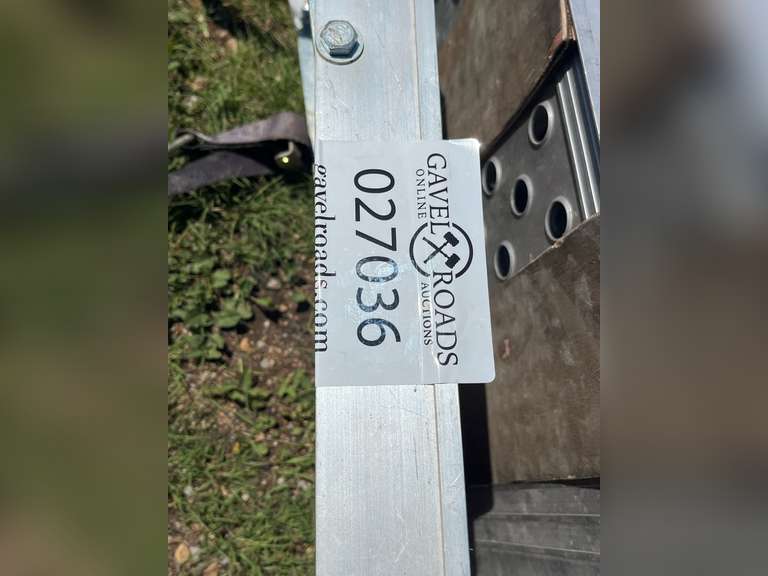 GAVEL ROADS
ONLINE AUCTIONS
027036
gavelroads.com